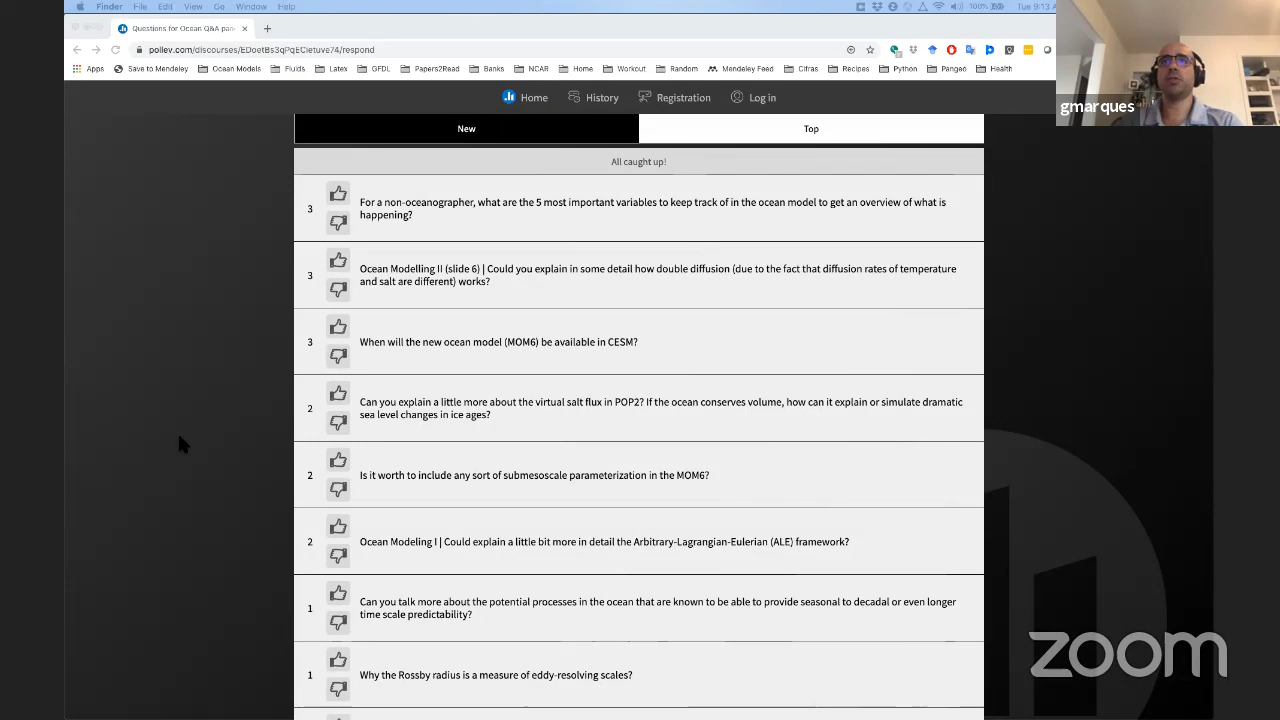 Finder File Edit View Go Window Help
100% Tue 9:13 A
Questions for Ocean Q&A pan
pollev.com/discourses/EDoetBs3qPqECietuve74/respond
Apps Save to Mendeley Ocean Models Fluids Latex GFDL Papers2Read Banks NCAR Home Workout Random Mendeley Feed Cifras Recipes Python Pangeo Health
gmarques
Home History Registration Log in
New Top
All caught up!
3
For a non-oceanographer, what are the 5 most important variables to keep track of in the ocean model to get an overview of what is
happening?
3
Ocean Modelling II (slide 6) | Could you explain in some detail how double diffusion (due to the fact that diffusion rates of temperature
and salt are different) works?
3
When will the new ocean model (MOM6) be available in CESM?
2
Can you explain a little more about the virtual salt flux in POP2? If the ocean conserves volume, how can it explain or simulate dramatic
sea level changes in ice ages?
2
Is it worth to include any sort of submesoscale parameterization in the MOM6?
2
Ocean Modeling I | Could explain a little bit more in detail the Arbitrary-Lagrangian-Eulerian (ALE) framework?
1
Can you talk more about the potential processes in the ocean that are known to be able to provide seasonal to decadal or even longer
time scale predictability?
1
Why the Rossby radius is a measure of eddy-resolving scales?
zoom